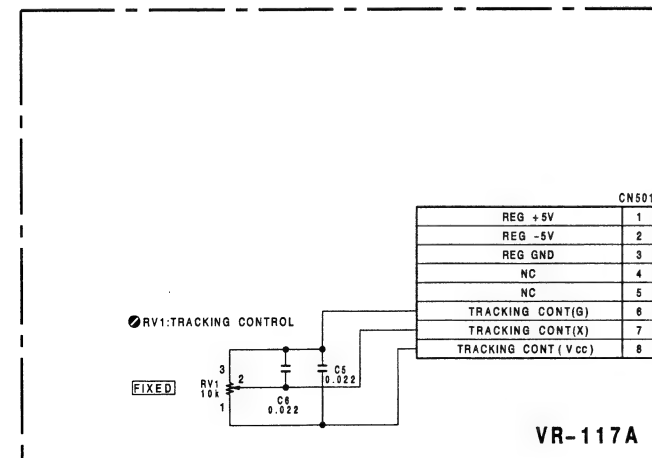 CN501
REG +5V 1
REG -5V 2
REG GND 3
NC 4
NC 5
TRACKING CONT(G) 6
TRACKING CONT(X) 7
TRACKING CONT(Vcc) 8
RV1:TRACKING CONTROL
FIXED
RV1
10k
3
2
1
C5
0.022
C6
0.022
VR-117A